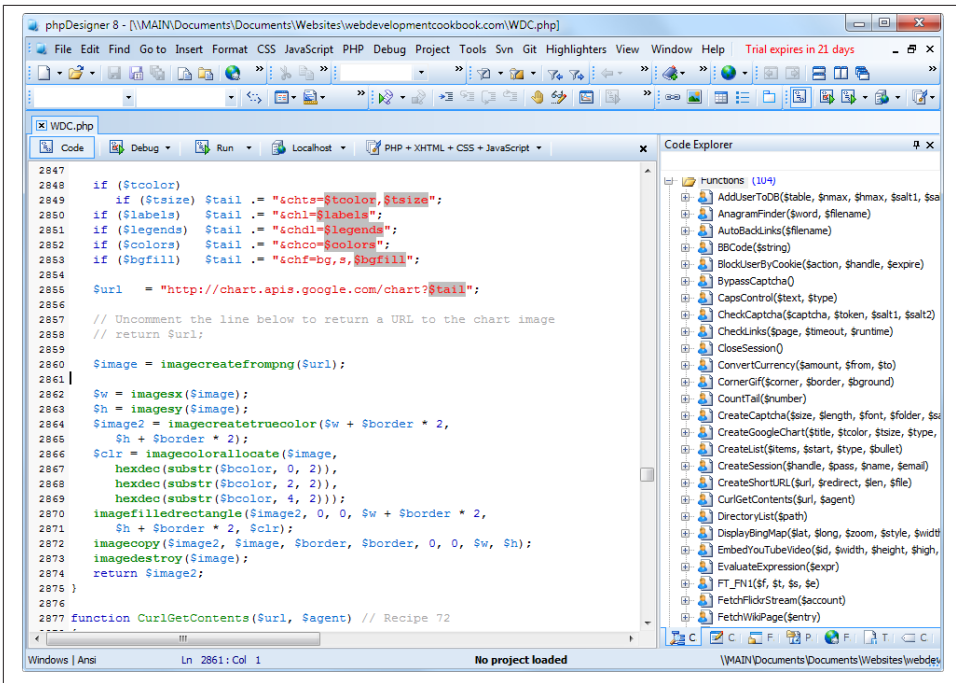 phpDesigner 8 - [\\MAIN\Documents\Documents\Websites\webdevelopmentcookbook.com\WDC.php]
File Edit Find Go to Insert Format CSS JavaScript PHP Debug Project Tools Svn Git Highlighters View Window Help Trial expires in 21 days
WDC.php
Code Debug Run Localhost PHP + XHTML + CSS + JavaScript
2847
2848 if ($tcolor)
2849 if ($tsize) $tail .= "&chts=$tcolor,$tsize";
2850 if ($labels) $tail .= "&chl=$labels";
2851 if ($legends) $tail .= "&chdl=$legends";
2852 if ($colors) $tail .= "&chco=$colors";
2853 if ($bgfill) $tail .= "&chf=bg,s,$bgfill";
2854
2855 $url = "http://chart.apis.google.com/chart?$tail";
2856
2857 // Uncomment the line below to return a URL to the chart image
2858 // return $url;
2859
2860 $image = imagecreatefrompng($url);
2861
2862 $w = imagesx($image);
2863 $h = imagesy($image);
2864 $image2 = imagecreatetruecolor($w + $border * 2,
2865 $h + $border * 2);
2866 $clr = imagecolorallocate($image,
2867 hexdec(substr($bcolor, 0, 2)),
2868 hexdec(substr($bcolor, 2, 2)),
2869 hexdec(substr($bcolor, 4, 2)));
2870 imagefilledrectangle($image2, 0, 0, $w + $border * 2,
2871 $h + $border * 2, $clr);
2872 imagecopy($image2, $image, $border, $border, 0, 0, $w, $h);
2873 imagedestroy($image);
2874 return $image2;
2875 }
2876
2877 function CurlGetContents($url, $agent) // Recipe 72
Code Explorer
Functions (104)
AddUserToDB($table, $nmax, $hmax, $salt1, $sa
AnagramFinder($word, $filename)
AutoBackLinks($filename)
BBCode($string)
BlockUserByCookie($action, $handle, $expire)
BypassCaptcha()
CapsControl($text, $type)
CheckCaptcha($captcha, $token, $salt1, $salt2)
CheckLinks($page, $timeout, $runtime)
CloseSession()
ConvertCurrency($amount, $from, $to)
CornerGif($corner, $border, $bground)
CountTail($number)
CreateCaptcha($size, $length, $font, $folder, $sa
CreateGoogleChart($title, $tcolor, $tsize, $type,
CreateList($items, $start, $type, $bullet)
CreateSession($handle, $pass, $name, $email)
CreateShortURL($url, $redirect, $len, $file)
CurlGetContents($url, $agent)
DirectoryList($path)
DisplayBingMap($lat, $long, $zoom, $style, $width
EmbedYouTubeVideo($id, $width, $height, $high,
EvaluateExpression($expr)
FT_FN1($f, $t, $s, $e)
FetchFlickrStream($account)
FetchWikiPage($entry)
C C F P F T C
Windows | Ansi Ln 2861 : Col 1 No project loaded \\MAIN\Documents\Documents\Websites\webdev